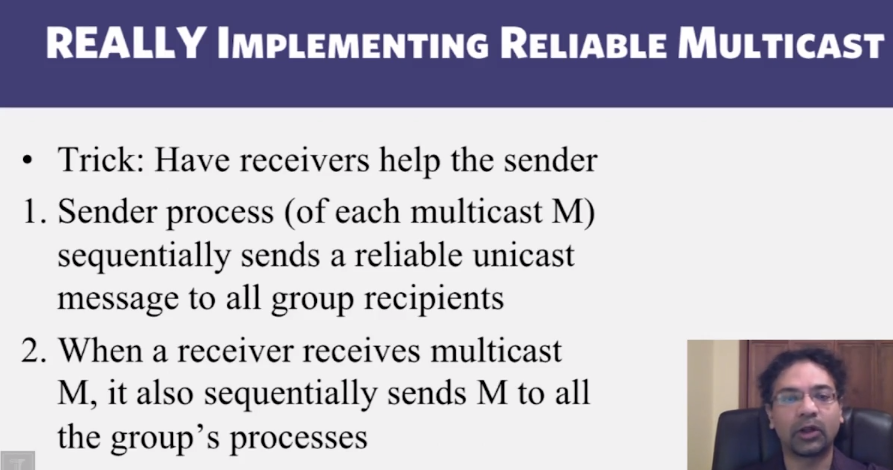 REALLY IMPLEMENTING RELIABLE MULTICAST
• Trick: Have receivers help the sender
1. Sender process (of each multicast M)
sequentially sends a reliable unicast
message to all group recipients
2. When a receiver receives multicast
M, it also sequentially sends M to all
the group’s processes